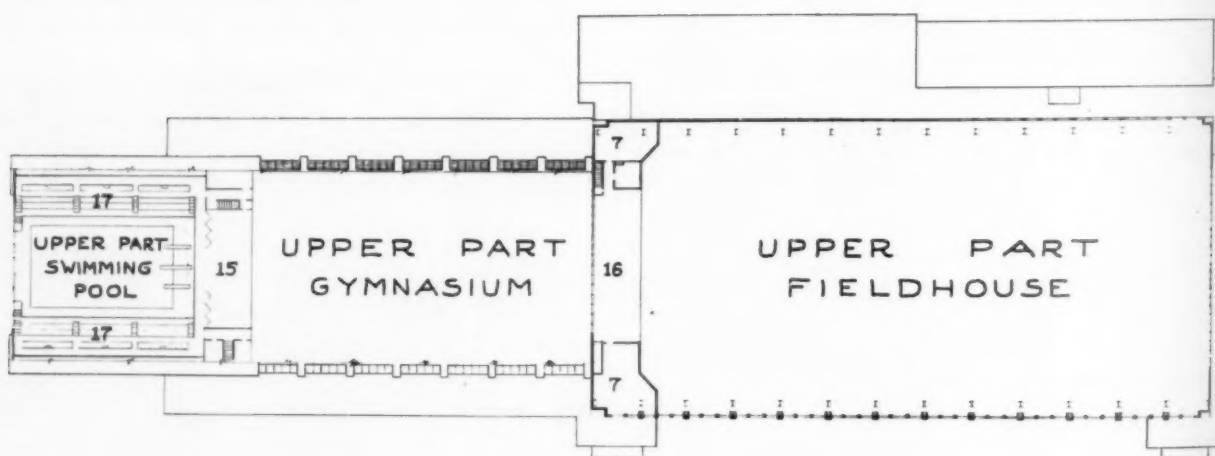 7
17
UPPER PART
SWIMMING
POOL
15
UPPER PART
GYMNASIUM
16
UPPER PART
FIELDHOUSE
17
7